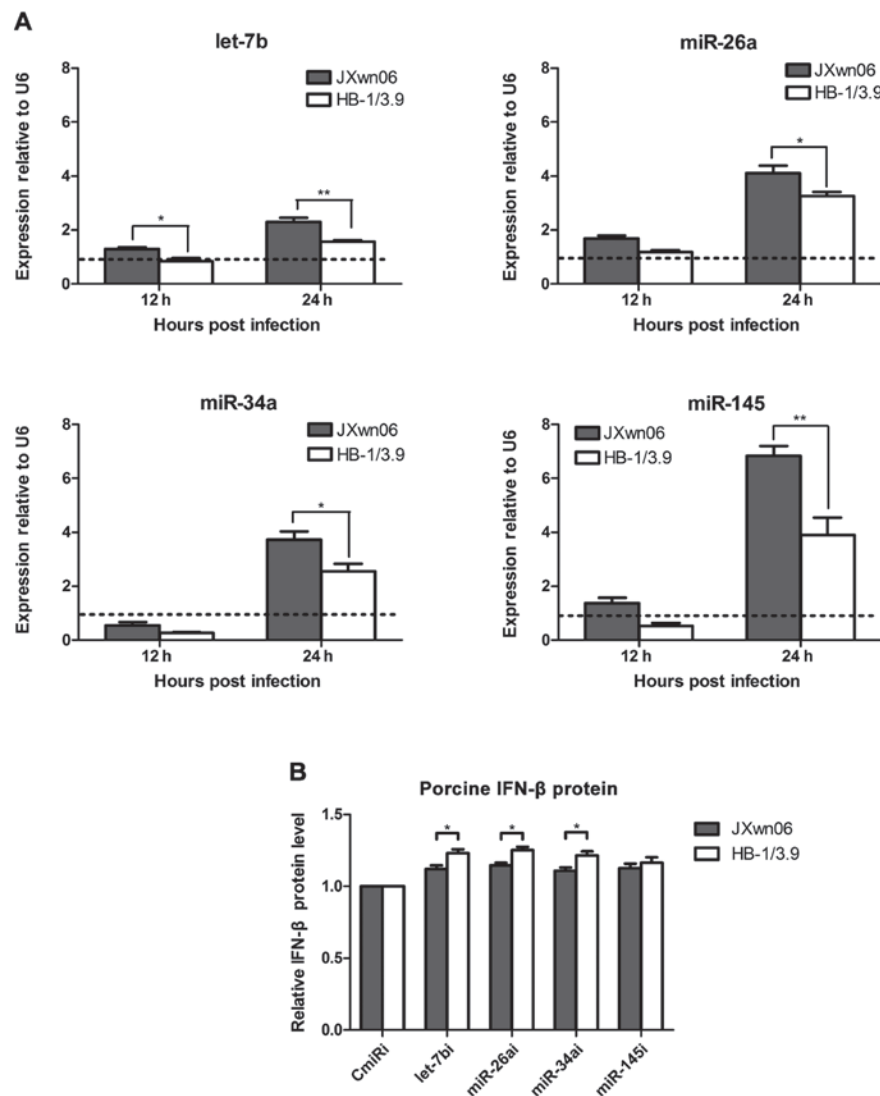 A
let-7b
Expression relative to U6
8
6
4
2
0
JXwn06
HB-1/3.9
*
**
12 h
24 h
Hours post infection
miR-26a
Expression relative to U6
8
6
4
2
0
JXwn06
HB-1/3.9
*
12 h
24 h
Hours post infection
miR-34a
Expression relative to U6
8
6
4
2
0
JXwn06
HB-1/3.9
*
12 h
24 h
Hours post infection
miR-145
Expression relative to U6
8
6
4
2
0
JXwn06
HB-1/3.9
**
12 h
24 h
Hours post infection
B
Porcine IFN-β protein
Relative IFN-β protein level
1.5
1.0
0.5
0.0
*
*
*
JXwn06
HB-1/3.9
CmiRi
let-7bi
miR-26ai
miR-34ai
miR-145i